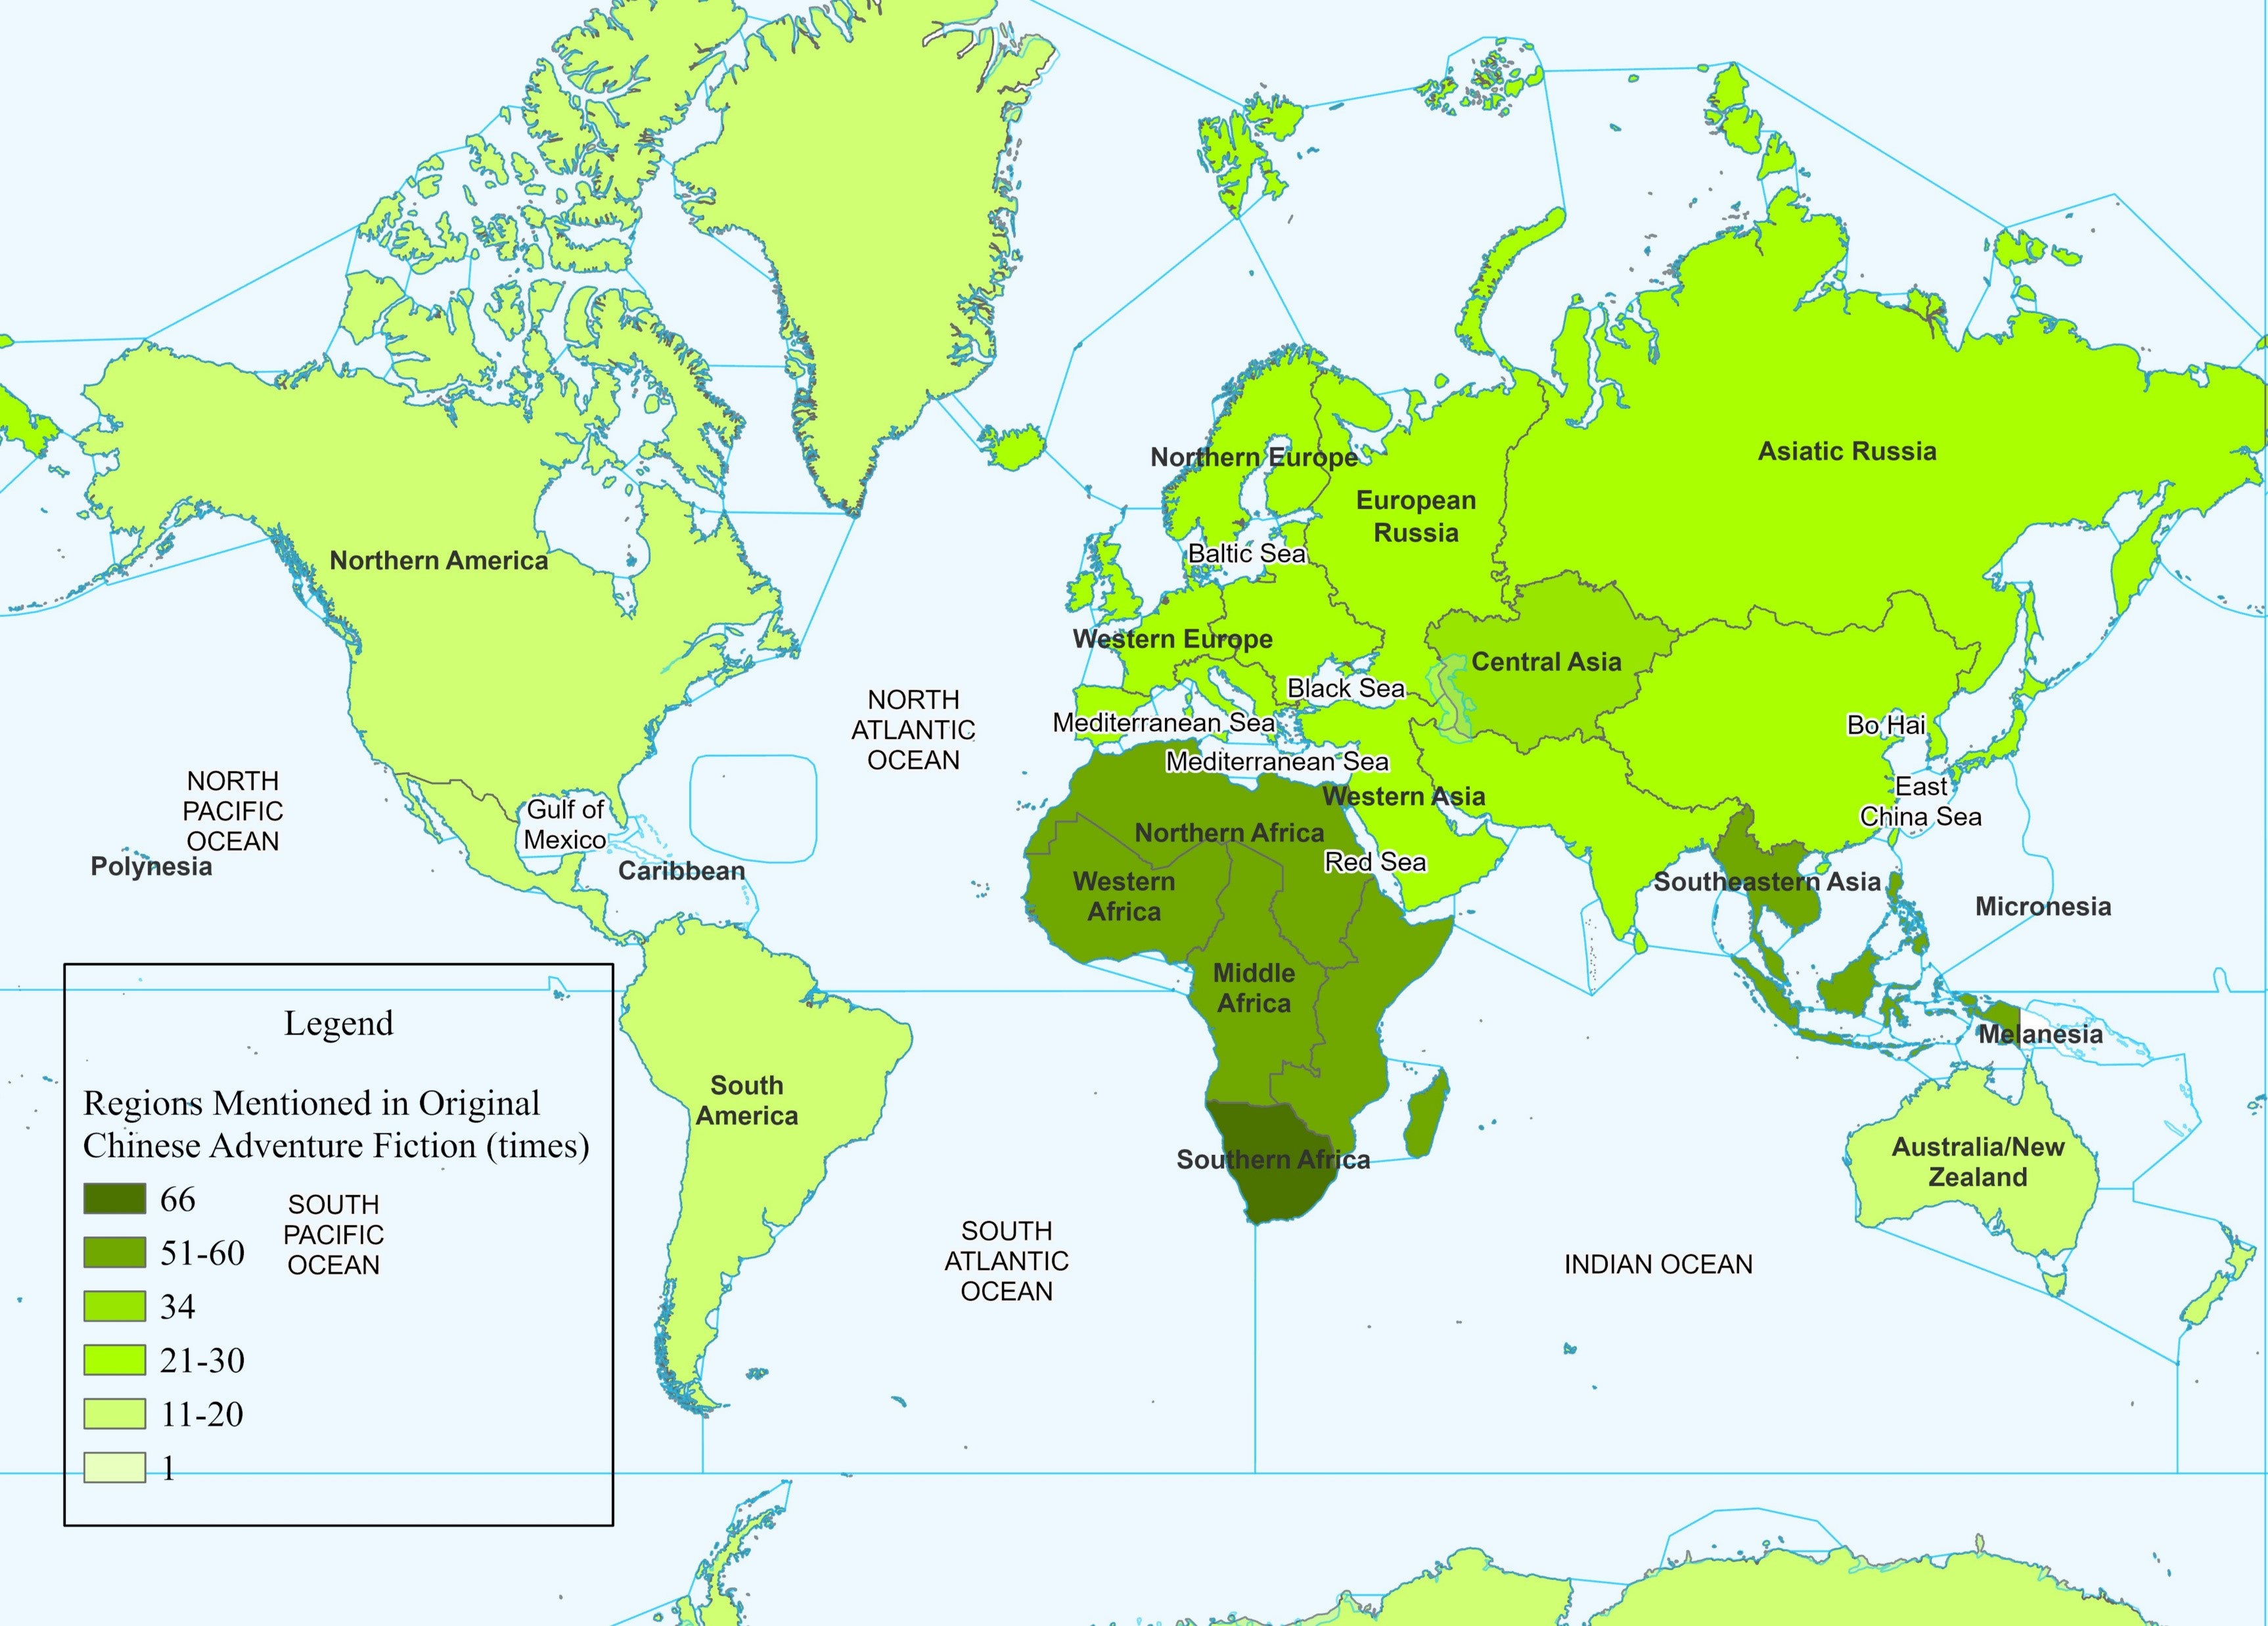 Northern Europe
Asiatic Russia
European
Russia
Baltic Sea
Northern America
Western Europe
Central Asia
Black Sea
NORTH
ATLANTIC
OCEAN
Mediterranean Sea
Bo Hai
Mediterranean Sea
NORTH
PACIFIC
OCEAN
Western Asia
East
China Sea
Gulf of
Mexico
Northern Africa
Red Sea
Polynesia
Caribbean
Western
Africa
Southeastern Asia
Micronesia
Middle
Africa
Melanesia
South
America
Australia/New
Zealand
Southern Africa
SOUTH
ATLANTIC
OCEAN
INDIAN OCEAN
Legend
Regions Mentioned in Original
Chinese Adventure Fiction (times)
66
51-60
34
21-30
11-20
1
SOUTH
PACIFIC
OCEAN